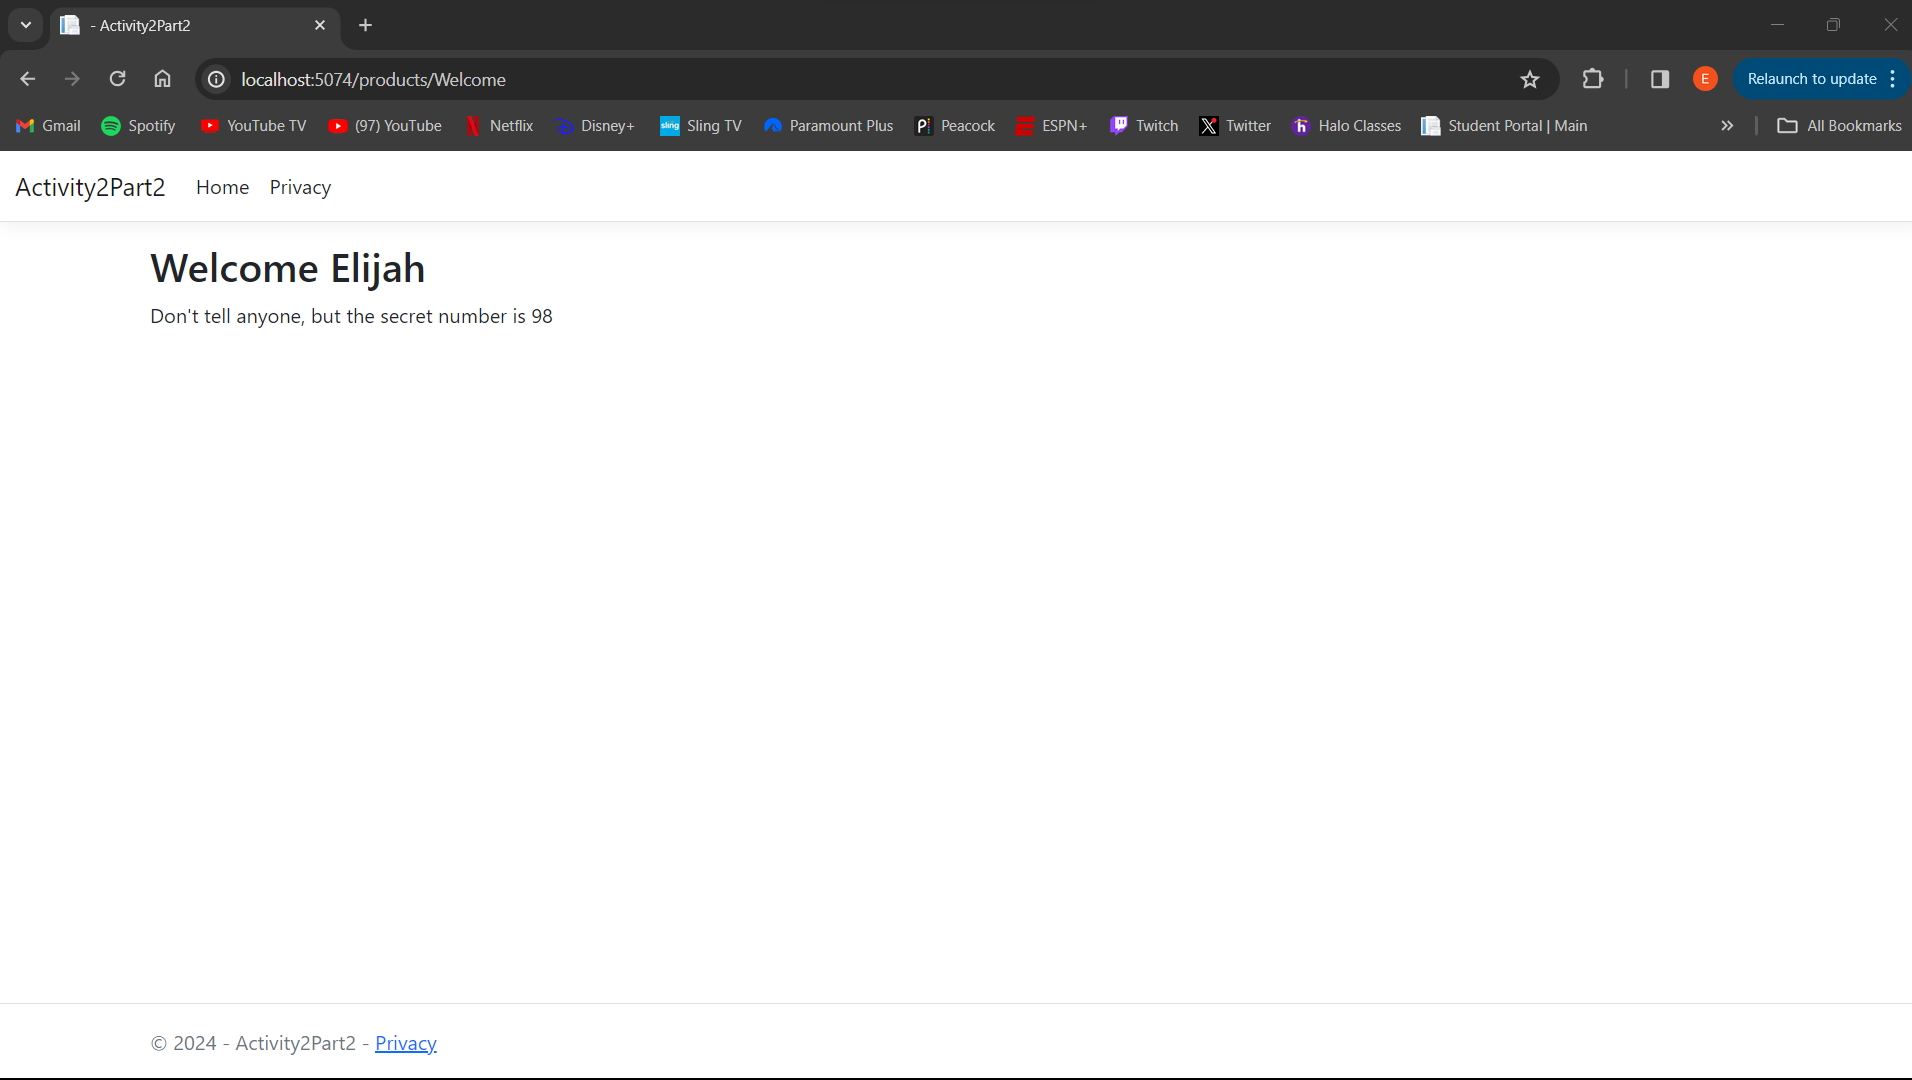 - Activity2Part2
localhost:5074/products/Welcome
E
Relaunch to update
Gmail Spotify YouTube TV (97) YouTube Netflix Disney+ sling Sling TV Paramount Plus Peacock ESPN+ Twitch Twitter Halo Classes Student Portal | Main » All Bookmarks
Activity2Part2 Home Privacy
Welcome Elijah
Don't tell anyone, but the secret number is 98
© 2024 - Activity2Part2 - Privacy